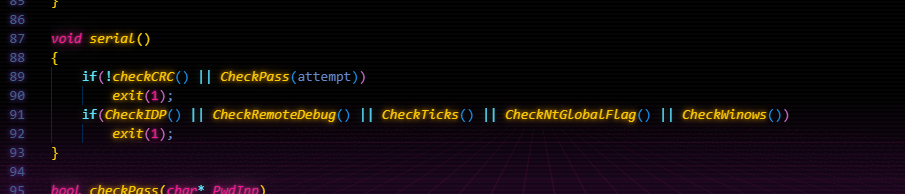 85 }
86
87 void serial()
88 {
89 if(!checkCRC() || CheckPass(attempt))
90 exit(1);
91 if(CheckIDP() || CheckRemoteDebug() || CheckTicks() || CheckNtGlobalFlag() || CheckWinows())
92 exit(1);
93 }
94
95 bool checkPass(char* PwdInp)